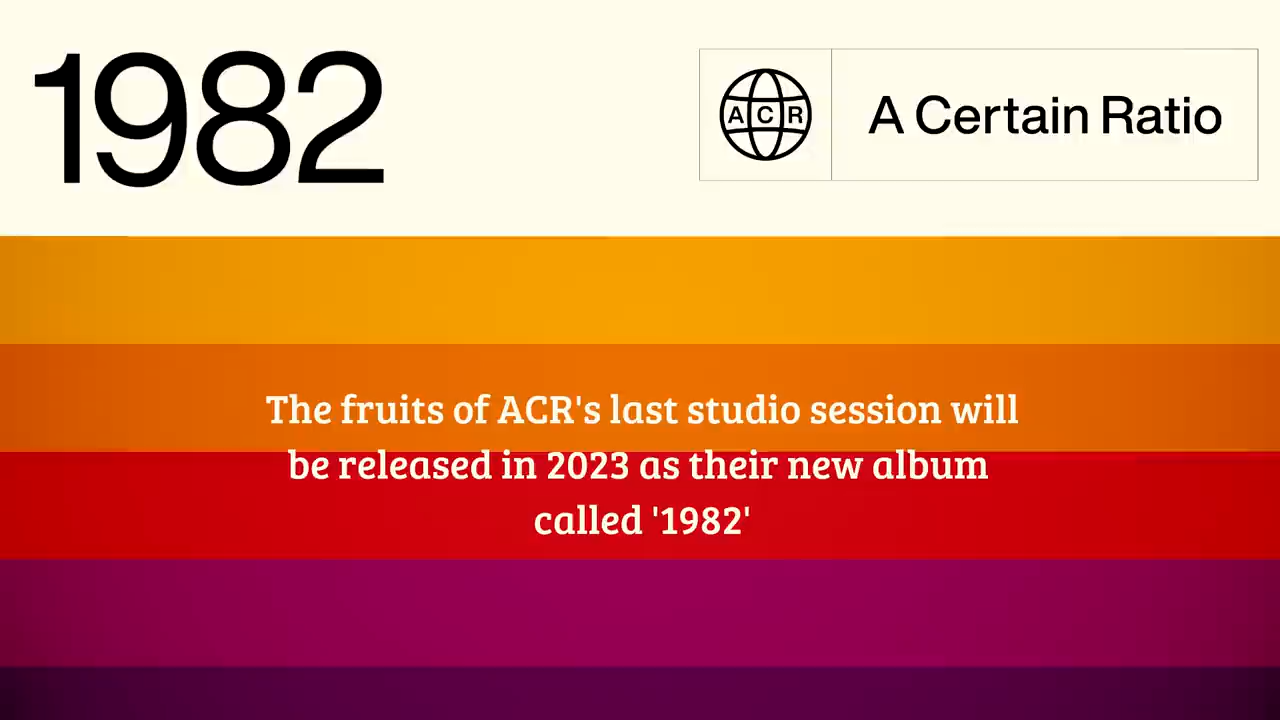 1982
ACR
A Certain Ratio
The fruits of ACR's last studio session will
be released in 2023 as their new album
called '1982'